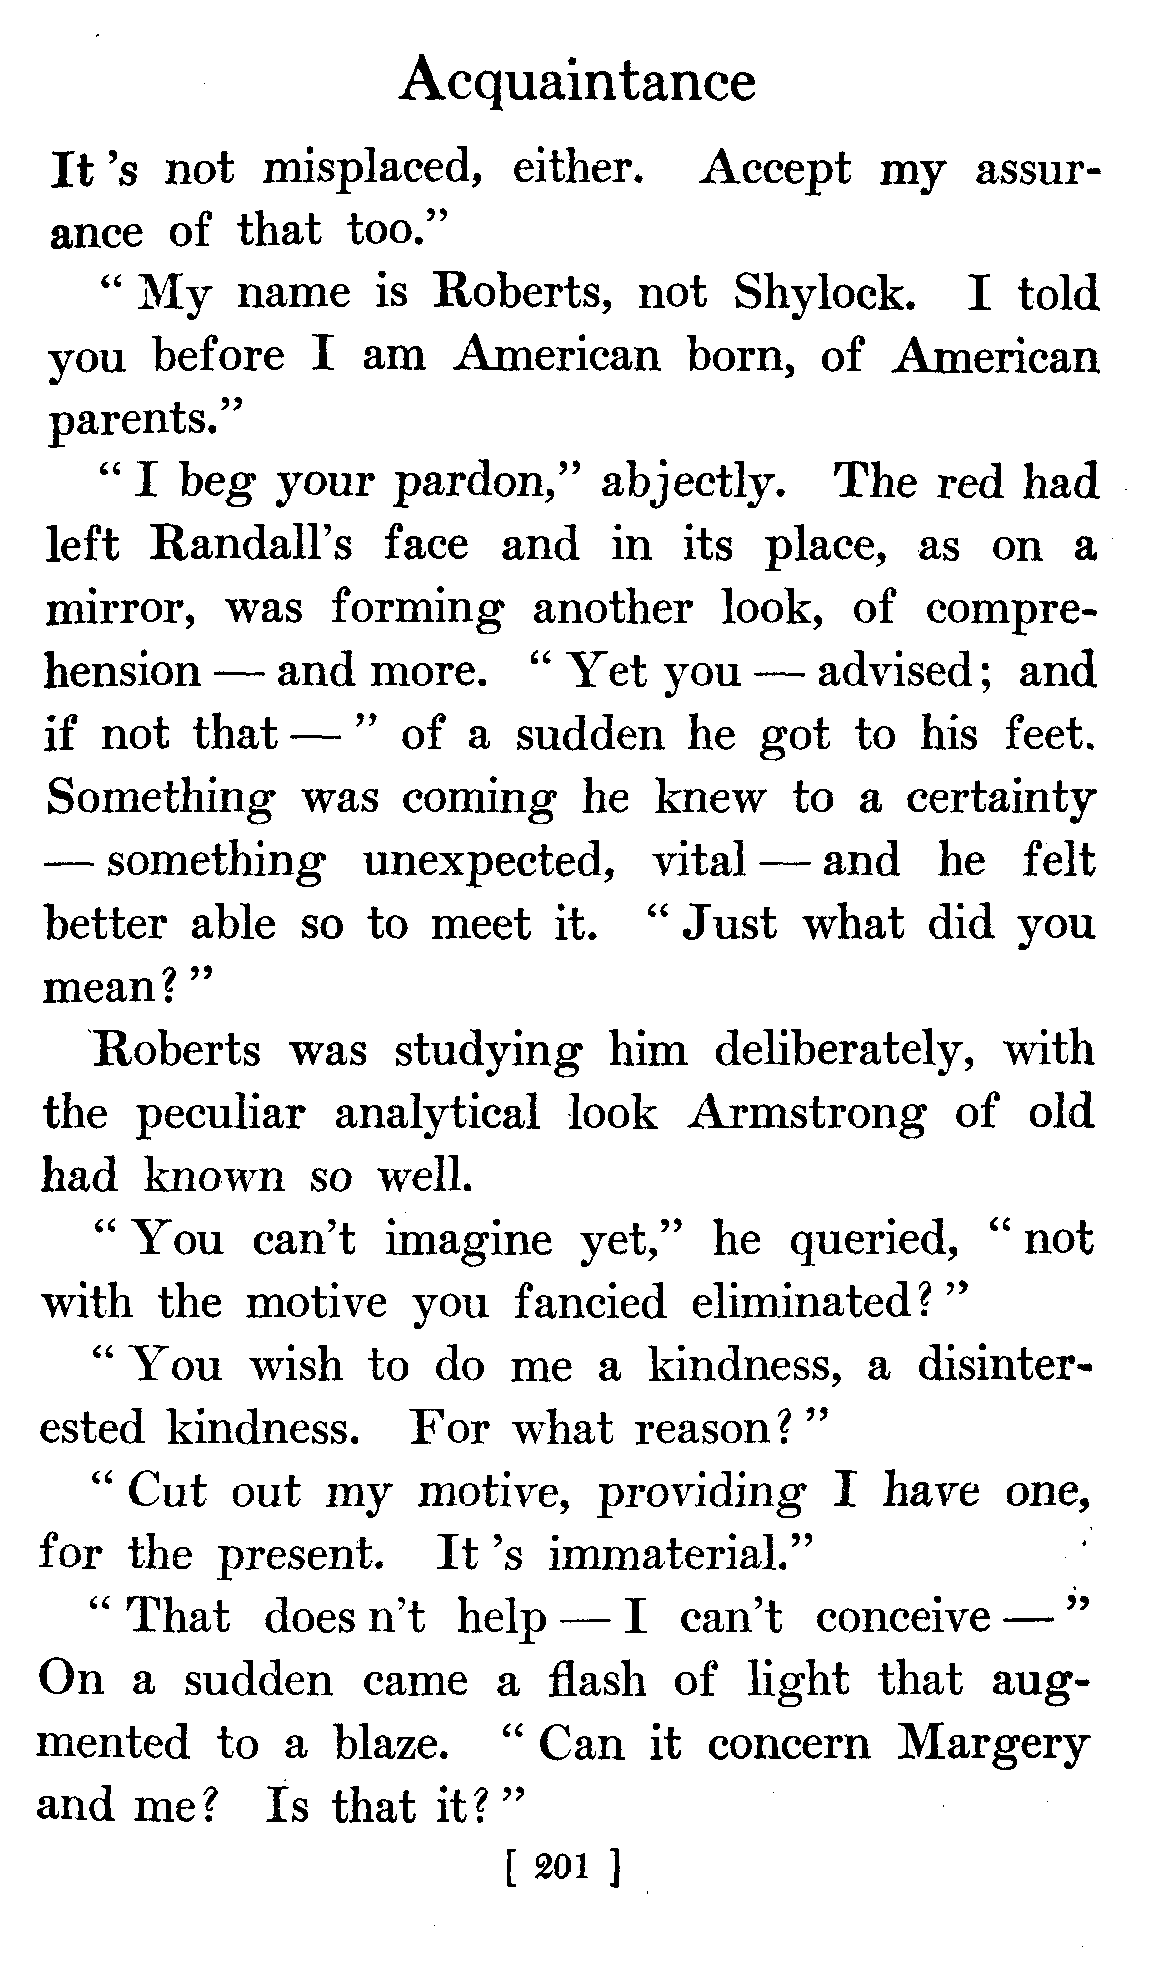 Acquaintance
It 's not misplaced, either. Accept my assur-
ance of that too.”
“ My name is Roberts, not Shylock. I told
you before I am American born, of American
parents.”
“ I beg your pardon,” abjectly. The red had
left Randall’s face and in its place, as on a
mirror, was forming another look, of compre-
hension — and more. “ Yet you — advised; and
if not that — ” of a sudden he got to his feet.
Something was coming he knew to a certainty
— something unexpected, vital — and he felt
better able so to meet it. “ Just what did you
mean? ”
Roberts was studying him deliberately, with
the peculiar analytical look Armstrong of old
had known so well.
“ You can’t imagine yet,” he queried, “ not
with the motive you fancied eliminated? ”
“ You wish to do me a kindness, a disinter-
ested kindness. For what reason? ”
“ Cut out my motive, providing I have one,
for the present. It ’s immaterial.”
“ That does n’t help — I can’t conceive — ”
On a sudden came a flash of light that aug-
mented to a blaze. “ Can it concern Margery
and me? Is that it? ”
[ 201 ]